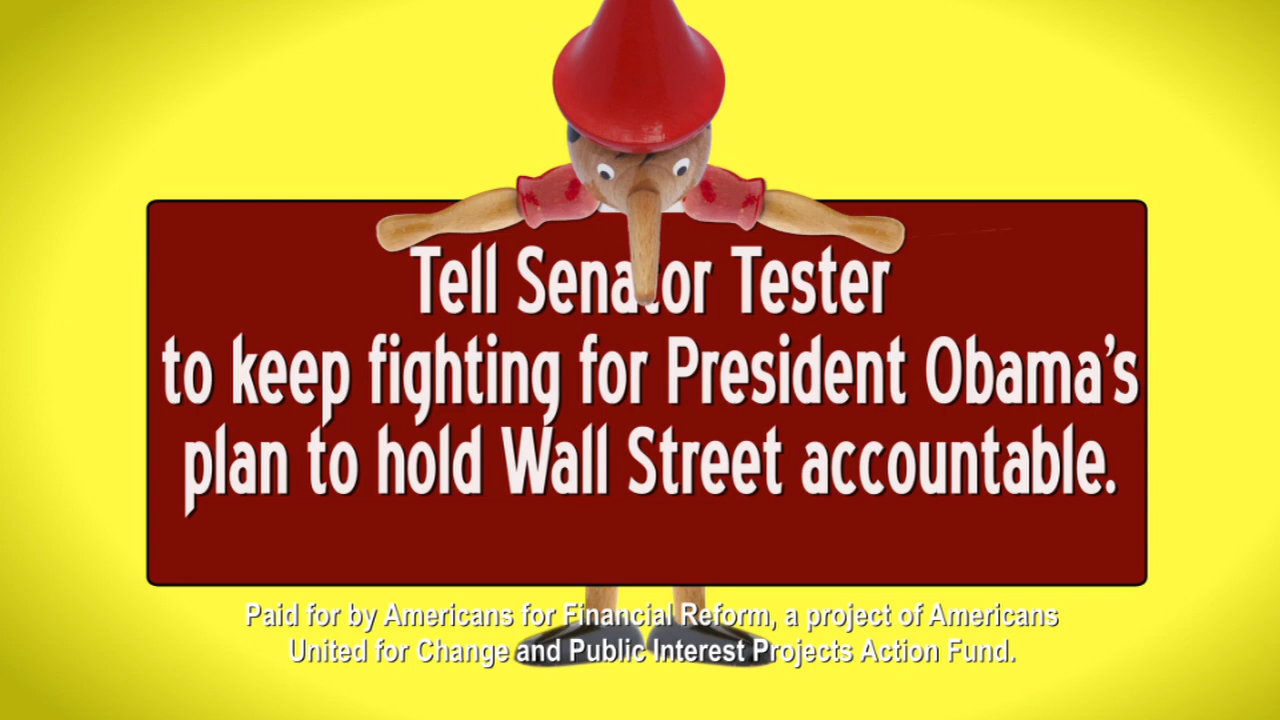 Tell Senator Tester
to keep fighting for President Obama's
plan to hold Wall Street accountable.
Paid for by Americans for Financial Reform, a project of Americans
United for Change and Public Interest Projects Action Fund.